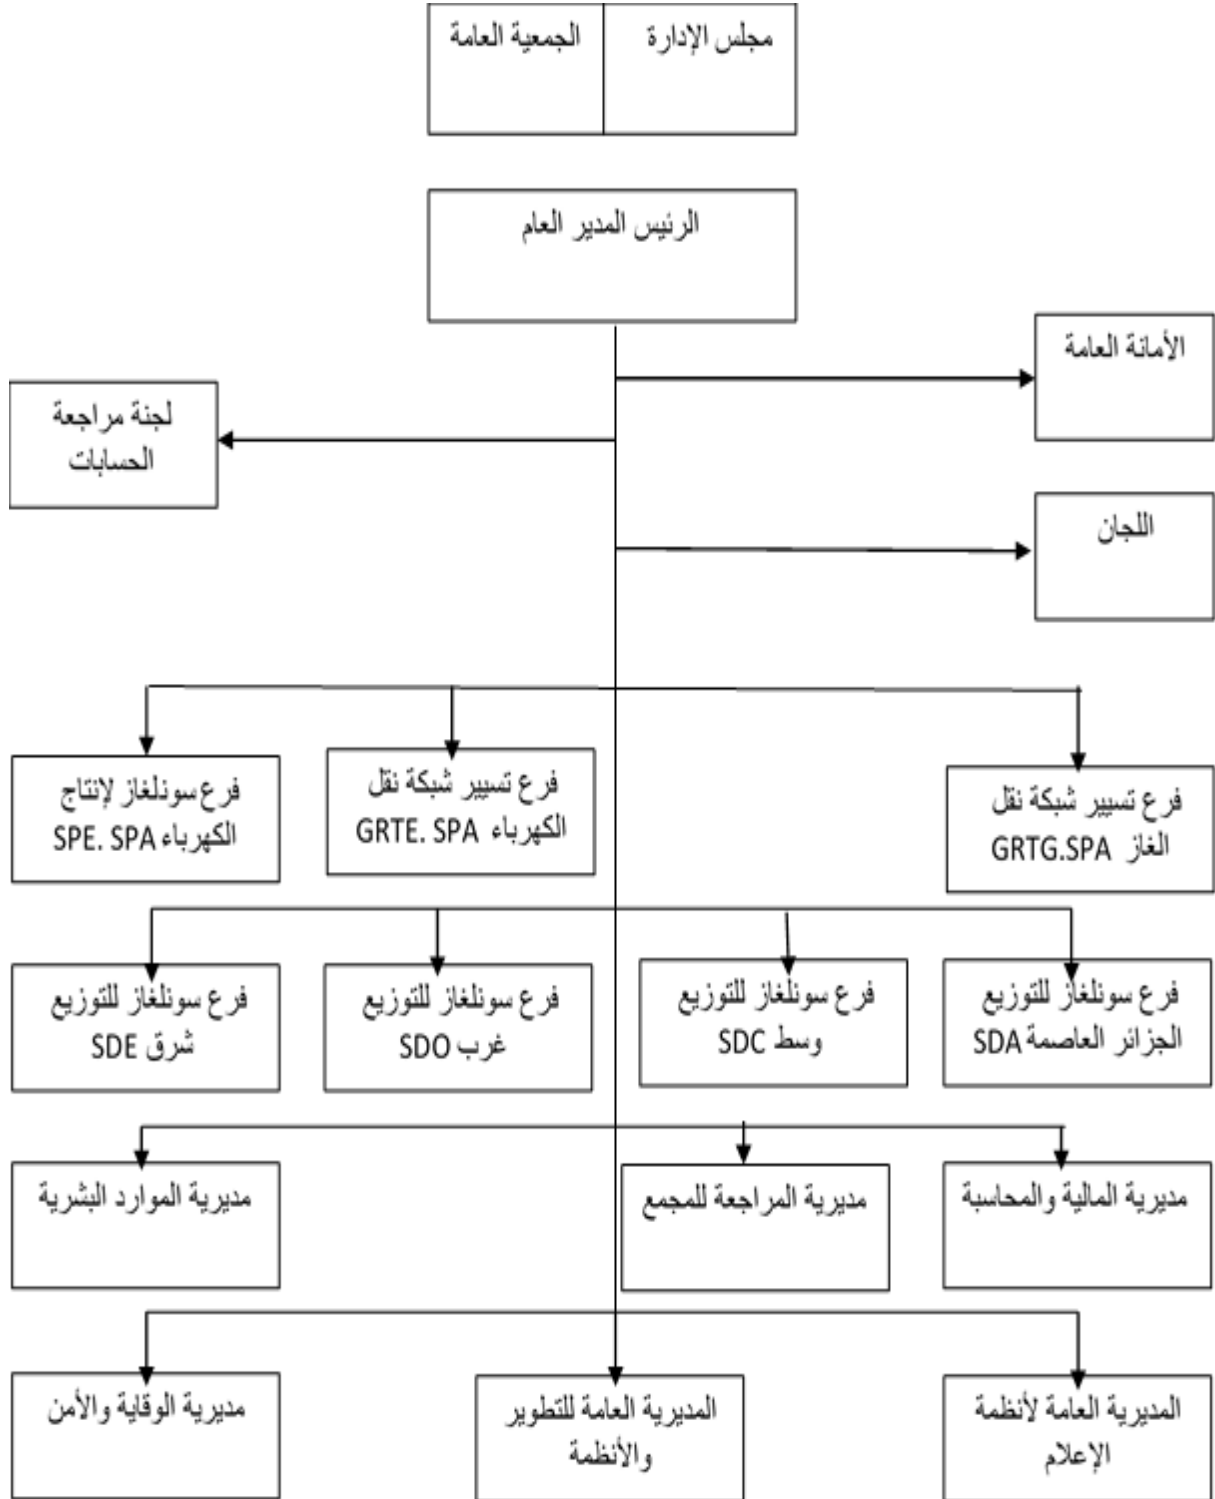 مجلس الإدارة
الجمعية العامة
الرئيس المدير العام
الأمانة العامة
لجنة مراجعة
الحسابات
اللجان
فرع تسيير شبكة نقل
الغاز GRTG.SPA
فرع تسيير شبكة نقل
الكهرباء GRTE. SPA
فرع سونلغاز لإنتاج
الكهرباء SPE. SPA
فرع سونلغاز للتوزيع
الجزائر العاصمة SDA
فرع سونلغاز للتوزيع
وسط SDC
فرع سونلغاز للتوزيع
غرب SDO
فرع سونلغاز للتوزيع
شرق SDE
مديرية المالية والمحاسبة
مديرية المراجعة للمجمع
مديرية الموارد البشرية
المديرية العامة لأنظمة
الإعلام
المديرية العامة للتطوير
والأنظمة
مديرية الوقاية والأمن